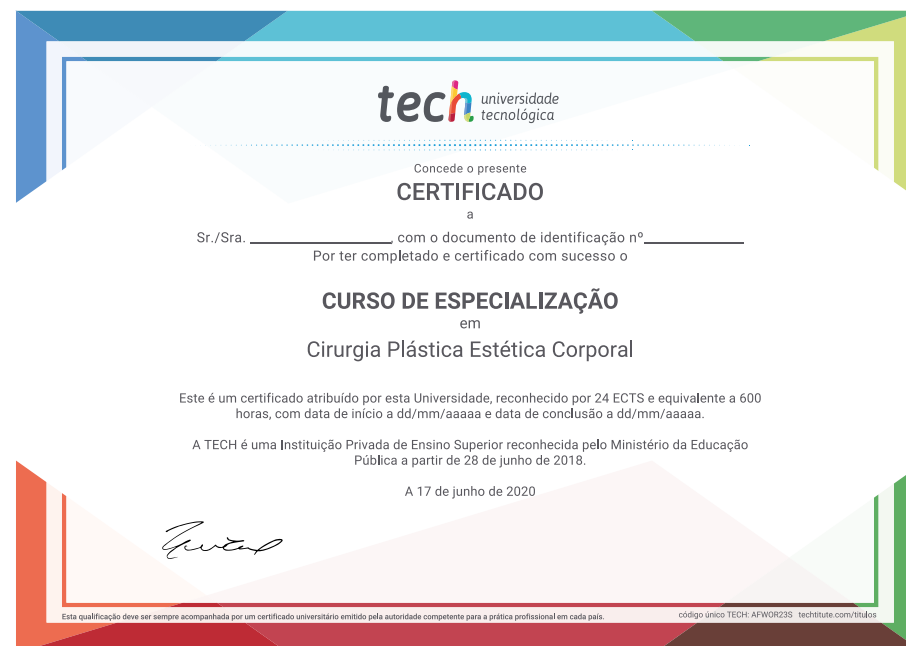 tech universidade
tecnológica
Concede o presente
CERTIFICADO
a
Sr./Sra. ____________________, com o documento de identificação nº______________
Por ter completado e certificado com sucesso o
CURSO DE ESPECIALIZAÇÃO
em
Cirurgia Plástica Estética Corporal
Este é um certificado atribuído por esta Universidade, reconhecido por 24 ECTS e equivalente a 600
horas, com data de início a dd/mm/aaaaa e data de conclusão a dd/mm/aaaaa.
A TECH é uma Instituição Privada de Ensino Superior reconhecida pelo Ministério da Educação
Pública a partir de 28 de junho de 2018.
A 17 de junho de 2020
Esta qualificação deve ser sempre acompanhada por um certificado universitário emitido pela autoridade competente para a prática profissional em cada país.
código único TECH: AFWOR23S techtitute.com/titulos